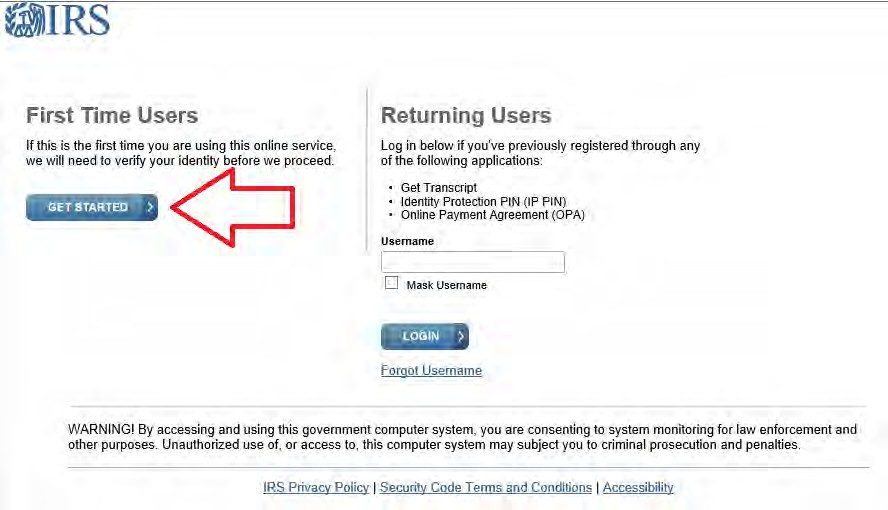 IRS
First Time Users
If this is the first time you are using this online service,
we will need to verify your identity before we proceed.
GET STARTED
Returning Users
Log in below if you've previously registered through any
of the following applications:
Get Transcript
Identity Protection PIN (IP PIN)
Online Payment Agreement (OPA)
Username
Mask Username
LOGIN
Forgot Username
WARNING! By accessing and using this government computer system, you are consenting to system monitoring for law enforcement and
other purposes. Unauthorized use of, or access to, this computer system may subject you to criminal prosecution and penalties.
IRS Privacy Policy | Security Code Terms and Conditions | Accessibility